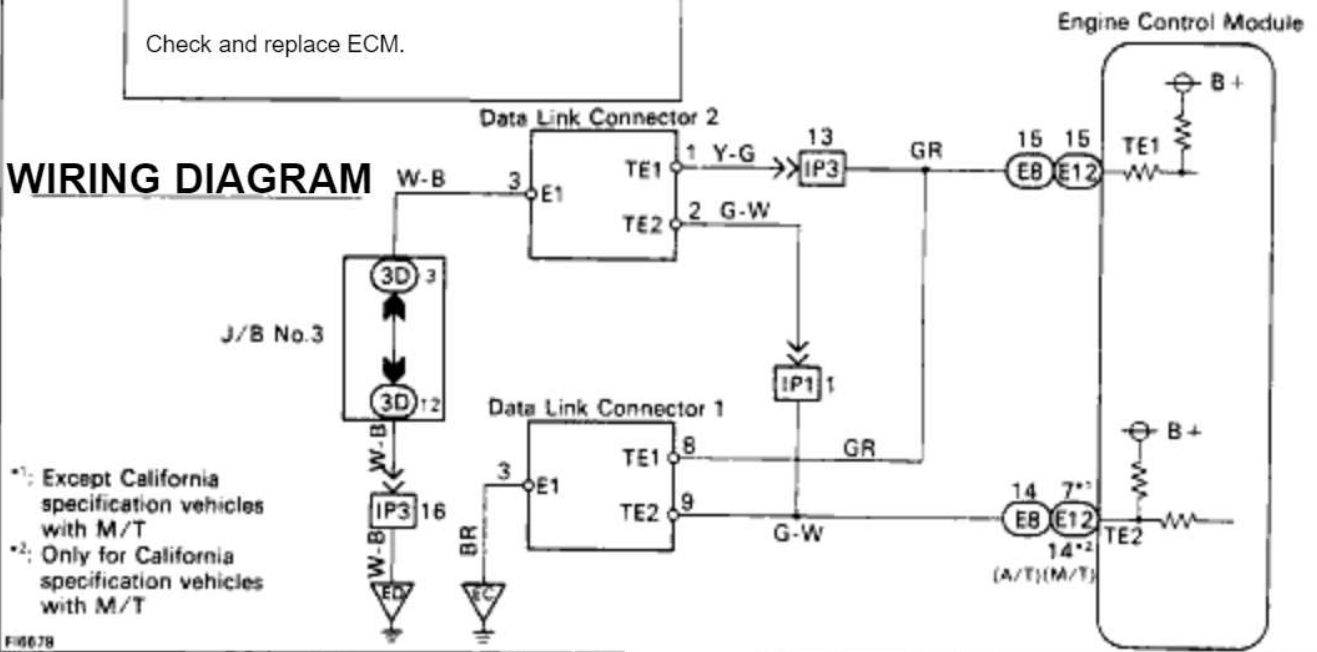 Check and replace ECM.
Engine Control Module
B+
Data Link Connector 2
WIRING DIAGRAM
W-B
3
E1
TE1
1
Y-G
13
IP3
GR
15
15
E8
E12
TE1
TE2
2
G-W
3D
3
J/B No.3
3D
12
IP1
1
Data Link Connector 1
B+
W-B
3
E1
TE1
8
GR
TE2
9
G-W
14
7*1
E8
E12
TE2
14*2
(A/T)(M/T)
IP3
16
W-B
BR
ED
EC
*1: Except California
specification vehicles
with M/T
*2: Only for California
specification vehicles
with M/T
FI6678